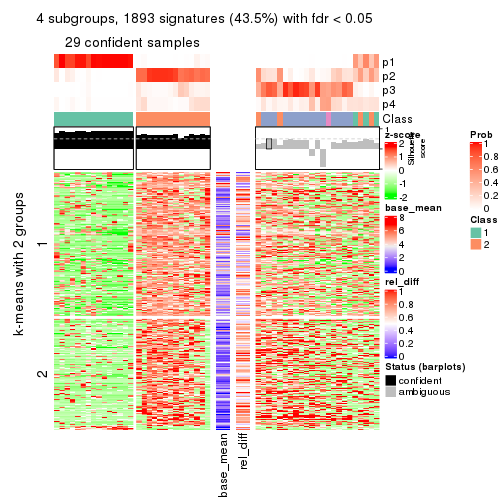 4 subgroups, 1893 signatures (43.5%) with fdr < 0.05
29 confident samples
p1
p2
p3
p4
Class
1
Silhouette
score
k-means with 2 groups
1
2
base_mean
rel_diff
z-score
2
1
0
-1
-2
base_mean
8
6
4
2
0
rel_diff
1
0.8
0.6
0.4
0.2
0
Status (barplots)
confident
ambiguous
Prob
1
0.8
0.6
0.4
0.2
0
Class
1
2